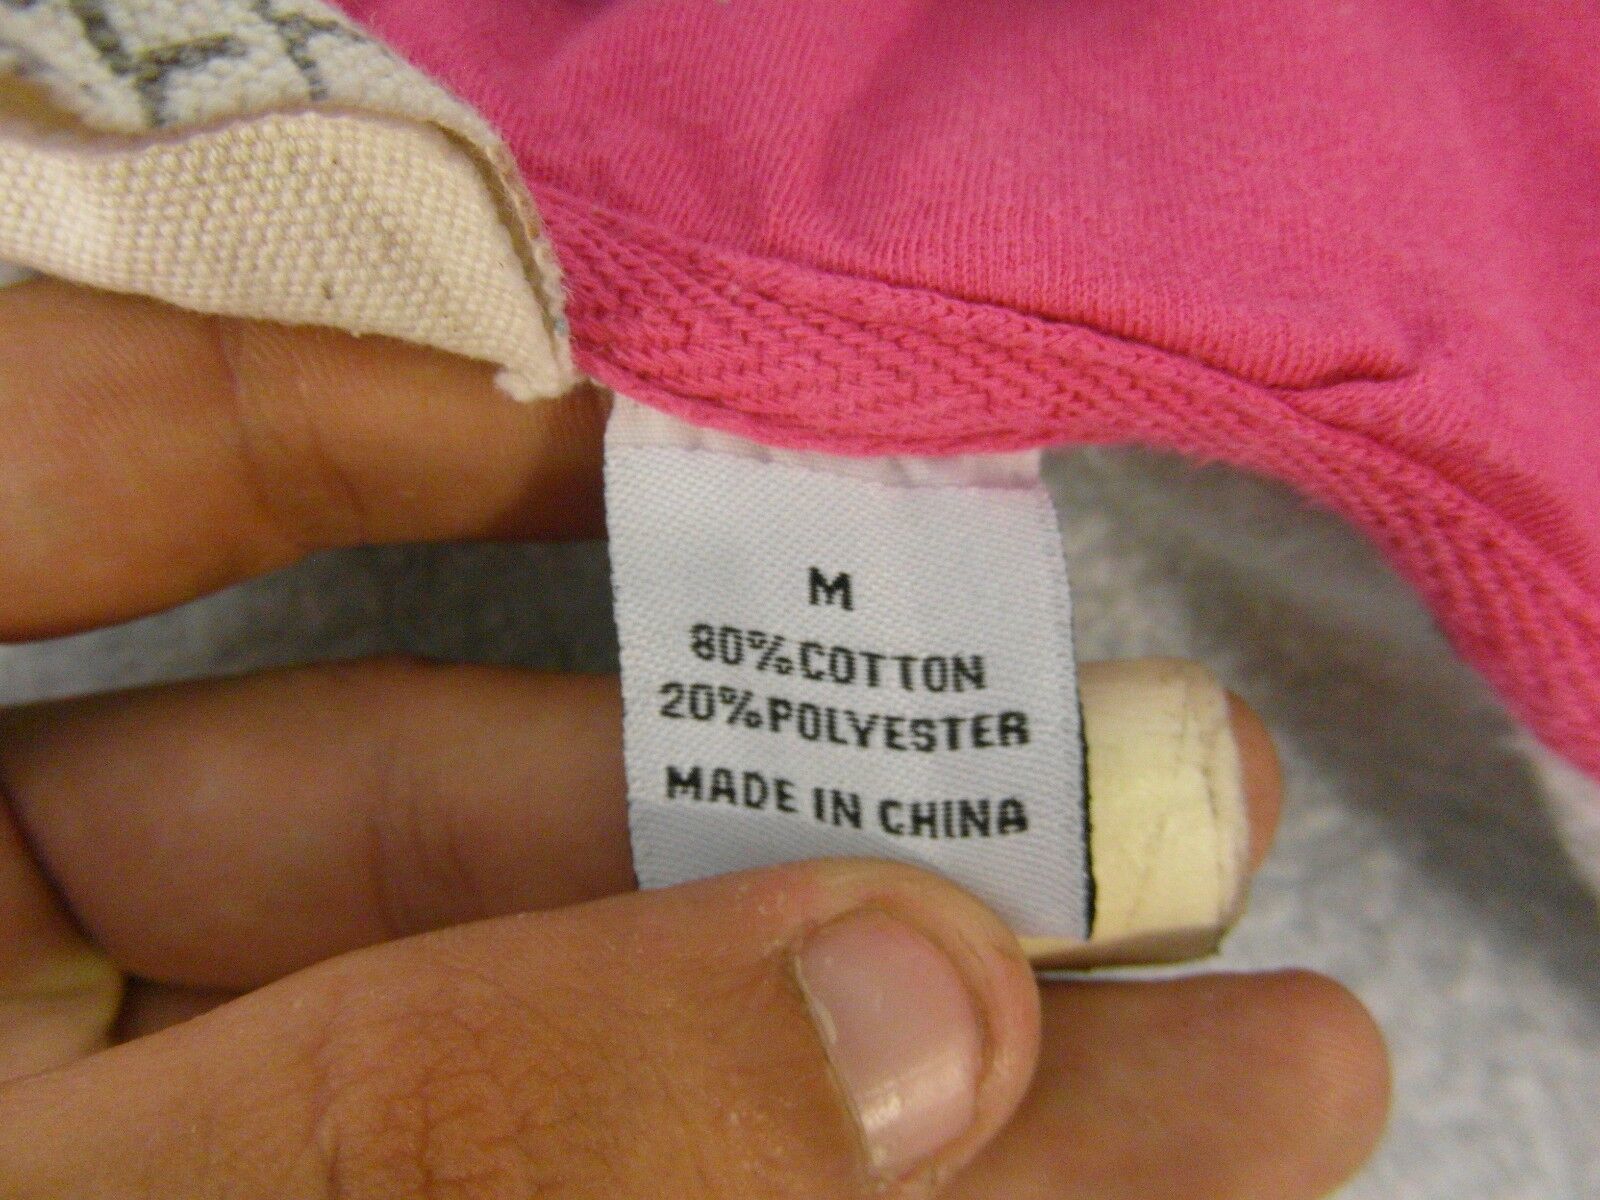 M
80%COTTON
20%POLYESTER
MADE IN CHINA